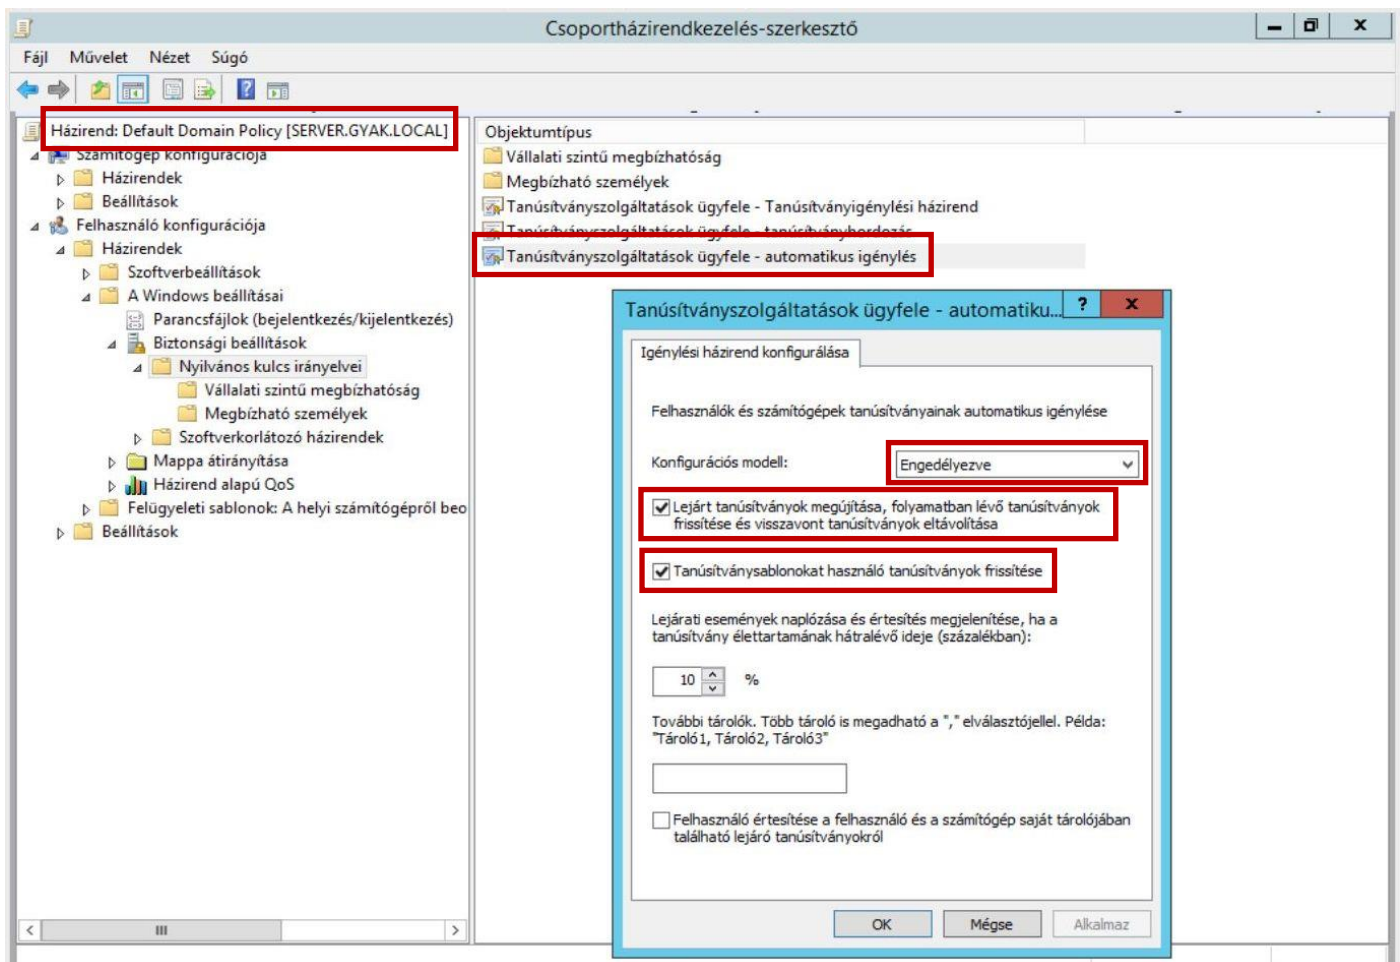 Csoportházirendkezelés-szerkesztő
Fájl Művelet Nézet Súgó
Házirend: Default Domain Policy [SERVER.GYAK.LOCAL]
Számítógép konfigurációja
Házirendek
Beállítások
Felhasználó konfigurációja
Házirendek
Szoftverbeállítások
A Windows beállításai
Parancsfájlok (bejelentkezés/kijelentkezés)
Biztonsági beállítások
Nyilvános kulcs irányelvei
Vállalati szintű megbízhatóság
Megbízható személyek
Szoftverkorlátozó házirendek
Mappa átirányítása
Házirend alapú QoS
Felügyeleti sablonok: A helyi számítógépről beo
Beállítások
Objektumtípus
Vállalati szintű megbízhatóság
Megbízható személyek
Tanúsítványszolgáltatások ügyfele - Tanúsítványigénylési házirend
Tanúsítványszolgáltatások ügyfele - tanúsítványhordozás
Tanúsítványszolgáltatások ügyfele - automatikus igénylés
Tanúsítványszolgáltatások ügyfele - automatiku... ? x
Igénylési házirend konfigurálása
Felhasználók és számítógépek tanúsítványainak automatikus igénylése
Konfigurációs modell: Engedélyezve
Lejárt tanúsítványok megújítása, folyamatban lévő tanúsítványok
frissítése és visszavont tanúsítványok eltávolítása
Tanúsítványsablonokat használó tanúsítványok frissítése
Lejárati események naplózása és értesítés megjelenítése, ha a
tanúsítvány élettartamának hátralévő ideje (százalékban):
10 %
További tárolók. Több tároló is megadható a "," elválasztójellel. Példa:
"Tároló1, Tároló2, Tároló3"
Felhasználó értesítése a felhasználó és a számítógép saját tárolójában
található lejáró tanúsítványokról
OK Mégse Alkalmaz